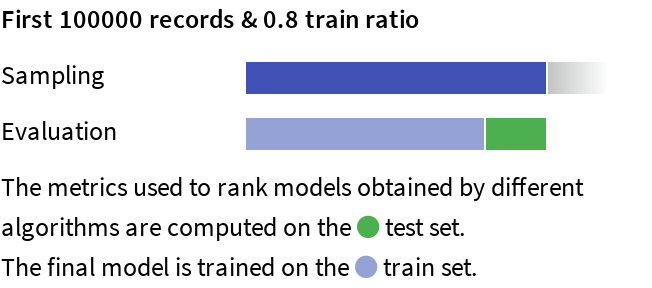 First 100000 records & 0.8 train ratio
Sampling
Evaluation
The metrics used to rank models obtained by different
algorithms are computed on the test set.
The final model is trained on the train set.